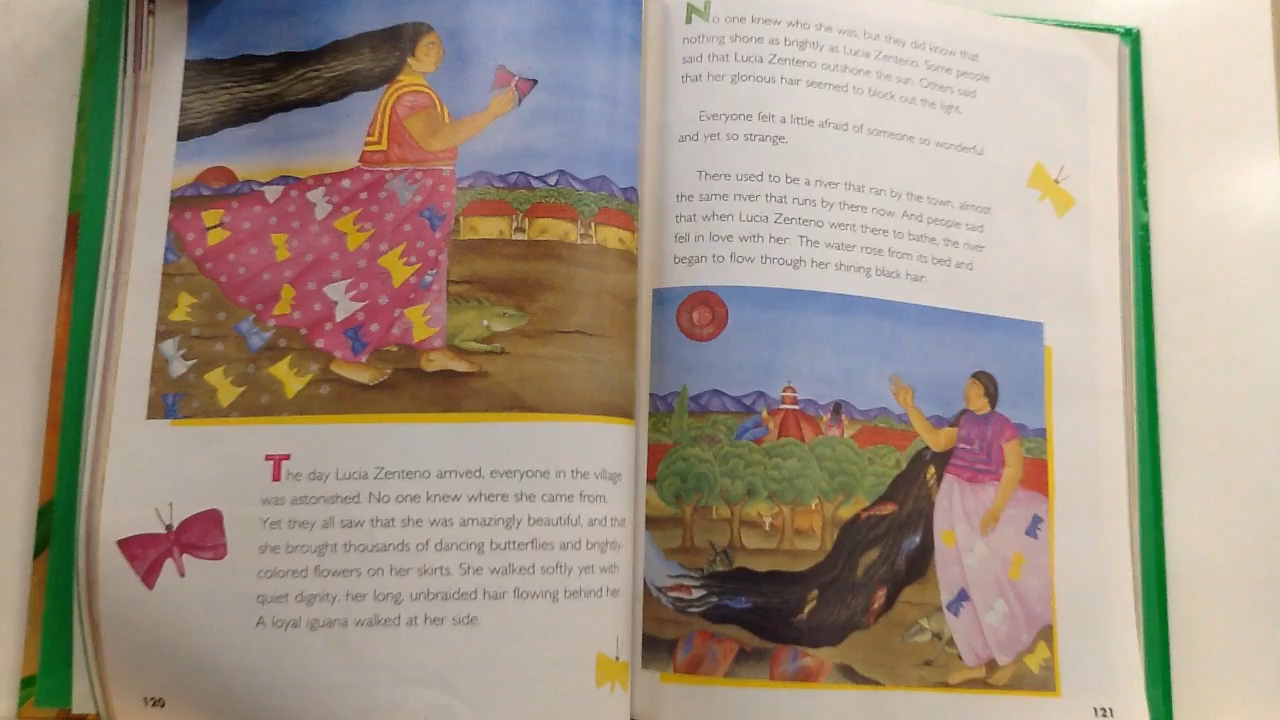 The day Lucia Zenteno arrived, everyone in the village
was astonished. No one knew where she came from.
Yet they all saw that she was amazingly beautiful, and that
she brought thousands of dancing butterflies and brightly
colored flowers on her skirts. She walked softly yet with
quiet dignity, her long, unbraided hair flowing behind her.
A loyal iguana walked at her side.
120
No one knew who she was, but they did know that
nothing shone as brightly as Lucia Zenteno. Some people
said that Lucia Zenteno outshone the sun. Others said
that her glorious hair seemed to block out the light.
Everyone felt a little afraid of someone so wonderful
and yet so strange.
There used to be a river that ran by the town, almost
the same river that runs by there now. And people said
that when Lucia Zenteno went there to bathe, the river
fell in love with her. The water rose from its bed and
began to flow through her shining black hair.
121